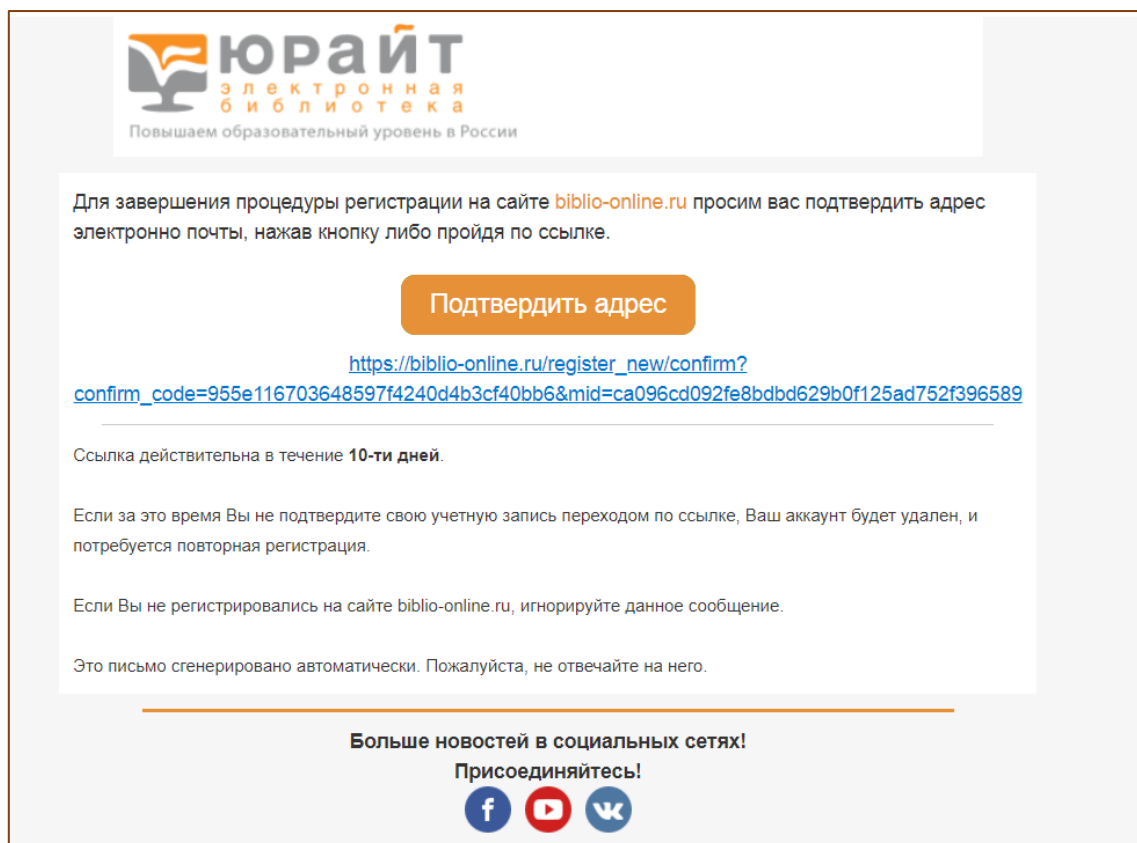 юрайт
электронная
библиотека
Повышаем образовательный уровень в России
Для завершения процедуры регистрации на сайте biblio-online.ru просим вас подтвердить адрес
электронно почты, нажав кнопку либо пройдя по ссылке.
Подтвердить адрес
https://biblio-online.ru/register_new/confirm?
confirm_code=955e116703648597f4240d4b3cf40bb6&mid=ca096cd092fe8bdbd629b0f125ad752f396589
Ссылка действительна в течение 10-ти дней.
Если за это время Вы не подтвердите свою учетную запись переходом по ссылке, Ваш аккаунт будет удален, и
потребуется повторная регистрация.
Если Вы не регистрировались на сайте biblio-online.ru, игнорируйте данное сообщение.
Это письмо сгенерировано автоматически. Пожалуйста, не отвечайте на него.
Больше новостей в социальных сетях!
Присоединяйтесь!